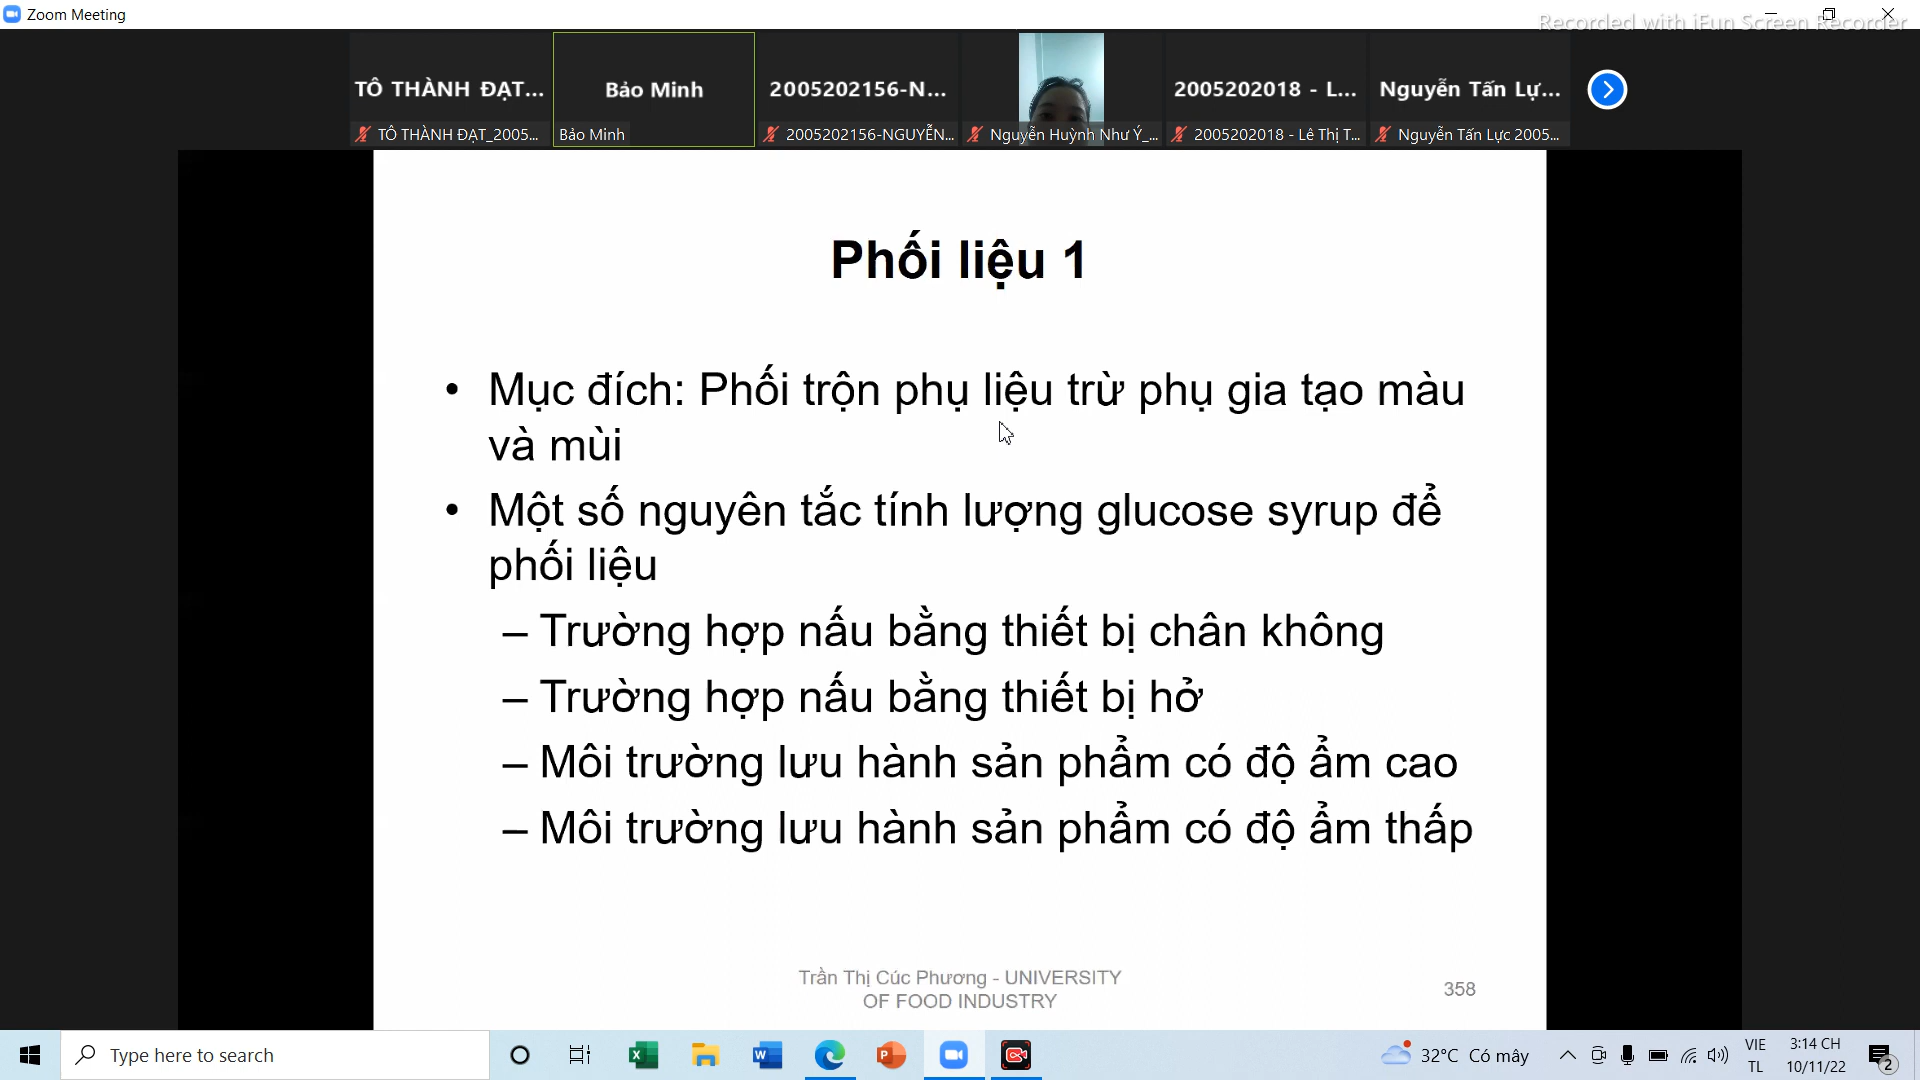 Zoom Meeting
Recorded with iFun Screen Recorder
TÔ THÀNH ĐẠT...
Bảo Minh
2005202156-N...
2005202018 - L...
Nguyễn Tấn Lự...
TÔ THÀNH ĐẠT_2005...
Bảo Minh
2005202156-NGUYỄN...
Nguyễn Huỳnh Như Ý_...
2005202018 - Lê Thị T...
Nguyễn Tấn Lực 2005...
Phối liệu 1
• Mục đích: Phối trộn phụ liệu trừ phụ gia tạo màu
và mùi
• Một số nguyên tắc tính lượng glucose syrup để
phối liệu
– Trường hợp nấu bằng thiết bị chân không
– Trường hợp nấu bằng thiết bị hở
– Môi trường lưu hành sản phẩm có độ ẩm cao
– Môi trường lưu hành sản phẩm có độ ẩm thấp
Trần Thị Cúc Phương - UNIVERSITY
OF FOOD INDUSTRY
358
Type here to search
32°C Có mây
VIE
TL
3:14 CH
10/11/22
2